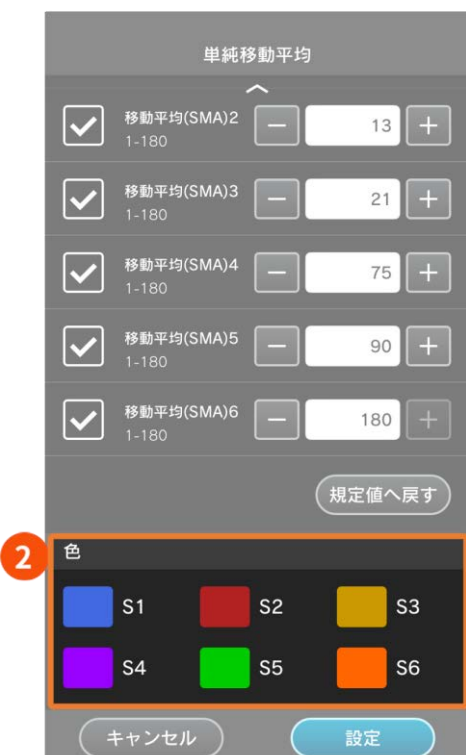 単純移動平均
移動平均(SMA)2
1-180
13
移動平均(SMA)3
1-180
21
移動平均(SMA)4
1-180
75
移動平均(SMA)5
1-180
90
移動平均(SMA)6
1-180
180
規定値へ戻す
2
色
S1 S2 S3
S4 S5 S6
キャンセル 設定